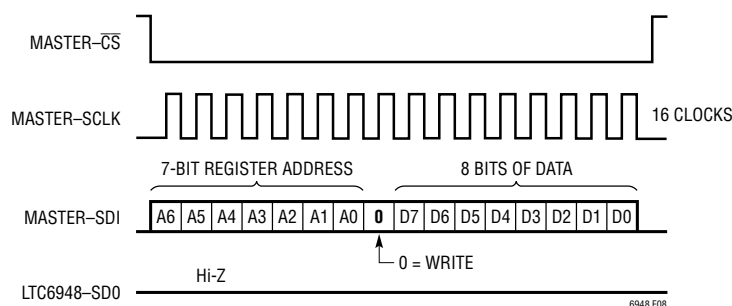 MASTER–CS
MASTER–SCLK
16 CLOCKS
7-BIT REGISTER ADDRESS 8 BITS OF DATA
MASTER–SDI A6 A5 A4 A3 A2 A1 A0 0 D7 D6 D5 D4 D3 D2 D1 D0
0 = WRITE
Hi-Z
LTC6948–SD0
6948 F08